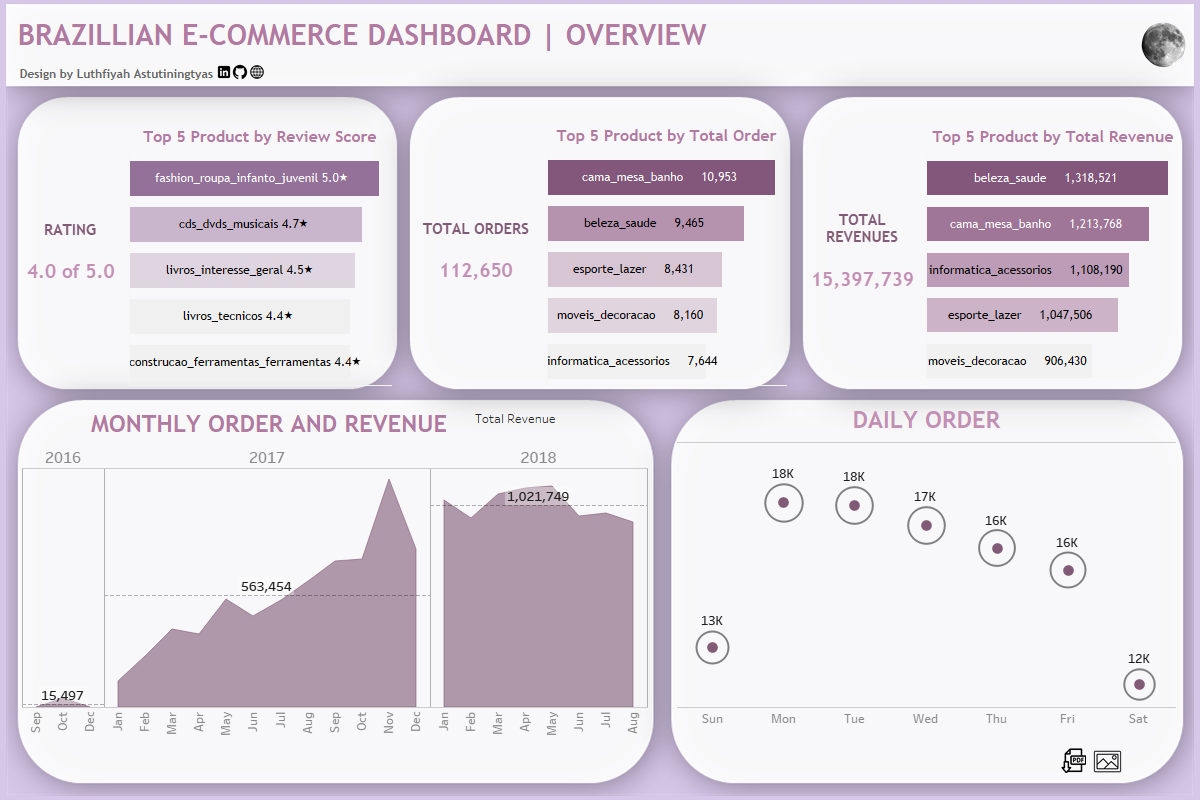 BRAZILLIAN E-COMMERCE DASHBOARD | OVERVIEW
Design by Luthfiyah Astutiningtyas
Top 5 Product by Review Score
RATING
4.0 of 5.0
fashion_roupa_infanto_juvenil 5.0★
cds_dvds_musicais 4.7★
livros_interesse_geral 4.5★
livros_tecnicos 4.4★
construcao_ferramentas_ferramentas 4.4★
Top 5 Product by Total Order
TOTAL ORDERS
112,650
cama_mesa_banho 10,953
beleza_saude 9,465
esporte_lazer 8,431
moveis_decoracao 8,160
informatica_acessorios 7,644
Top 5 Product by Total Revenue
TOTAL
REVENUES
15,397,739
beleza_saude 1,318,521
cama_mesa_banho 1,213,768
informatica_acessorios 1,108,190
esporte_lazer 1,047,506
moveis_decoracao 906,430
MONTHLY ORDER AND REVENUE
Total Revenue
2016 2017 2018
1,021,749
563,454
15,497
Sep Oct Dec Jan Feb Mar Apr May Jun Jul Aug Sep Oct Nov Dec Jan Feb Mar Apr May Jun Jul Aug
DAILY ORDER
13K 18K 18K 17K 16K 16K 12K
Sun Mon Tue Wed Thu Fri Sat
PDF